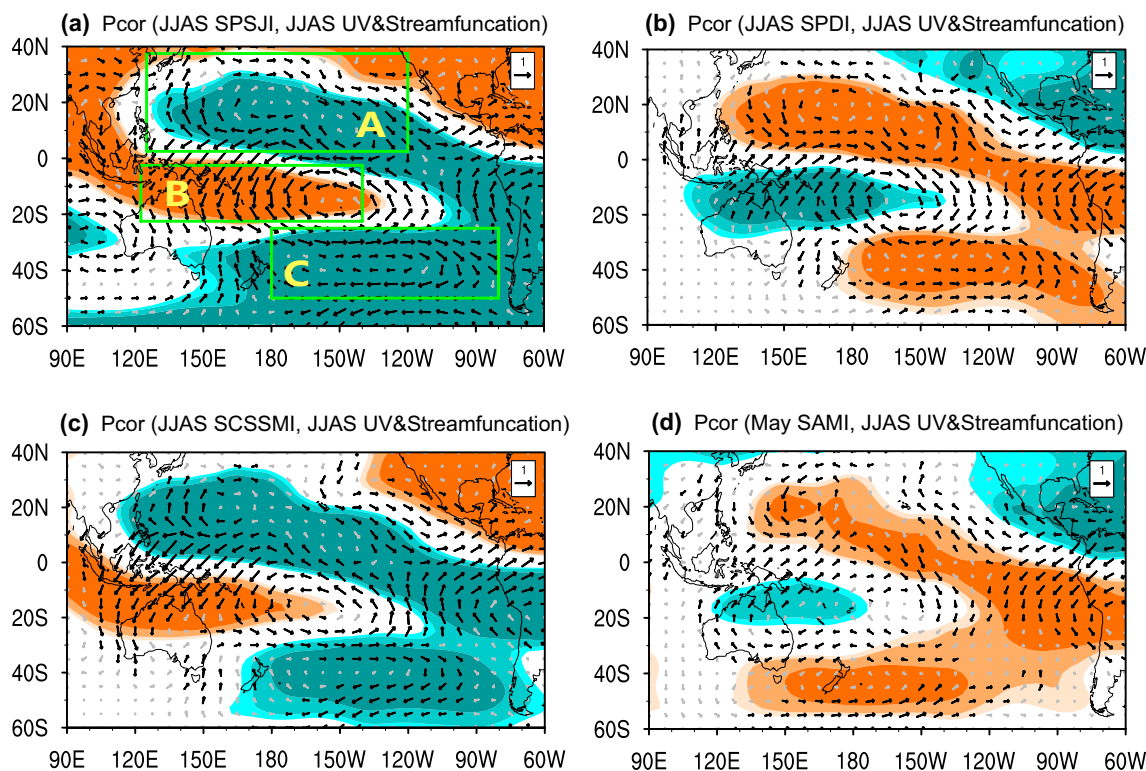 (a) Pcor (JJAS SPSJI, JJAS UV&Streamfuncation)
40N
20N
0
20S
40S
60S
1
A
B
C
90E 120E 150E 180 150W 120W 90W 60W
(b) Pcor (JJAS SPDI, JJAS UV&Streamfuncation)
40N
20N
0
20S
40S
60S
1
90E 120E 150E 180 150W 120W 90W 60W
(c) Pcor (JJAS SCSSMI, JJAS UV&Streamfuncation)
40N
20N
0
20S
40S
60S
1
90E 120E 150E 180 150W 120W 90W 60W
(d) Pcor (May SAMI, JJAS UV&Streamfuncation)
40N
20N
0
20S
40S
60S
1
90E 120E 150E 180 150W 120W 90W 60W